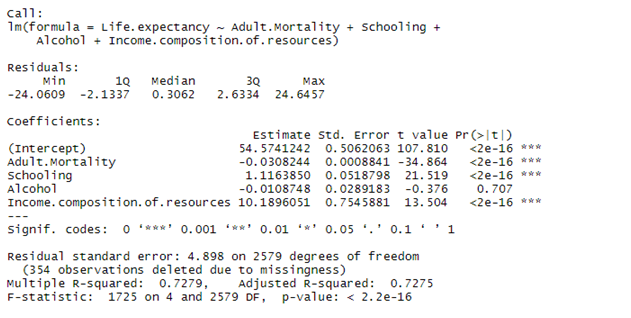 Call:
lm(formula = Life.expectancy ~ Adult.Mortality + Schooling +
    Alcohol + Income.composition.of.resources)
Residuals:
     Min       1Q   Median       3Q      Max
-24.0609  -2.1337   0.3062   2.6334  24.6457
Coefficients:
                                  Estimate Std. Error t value Pr(>|t|)
(Intercept)                     54.5741242  0.5062063 107.810   <2e-16 ***
Adult.Mortality                 -0.0308244  0.0008841 -34.864   <2e-16 ***
Schooling                        1.1163850  0.0518798  21.519   <2e-16 ***
Alcohol                         -0.0108748  0.0289183  -0.376    0.707
Income.composition.of.resources 10.1896051  0.7545881  13.504   <2e-16 ***
---
Signif. codes:  0 ‘***’ 0.001 ‘**’ 0.01 ‘*’ 0.05 ‘.’ 0.1 ‘ ’ 1
Residual standard error: 4.898 on 2579 degrees of freedom
  (354 observations deleted due to missingness)
Multiple R-squared:  0.7279,    Adjusted R-squared:  0.7275
F-statistic:  1725 on 4 and 2579 DF,  p-value: < 2.2e-16